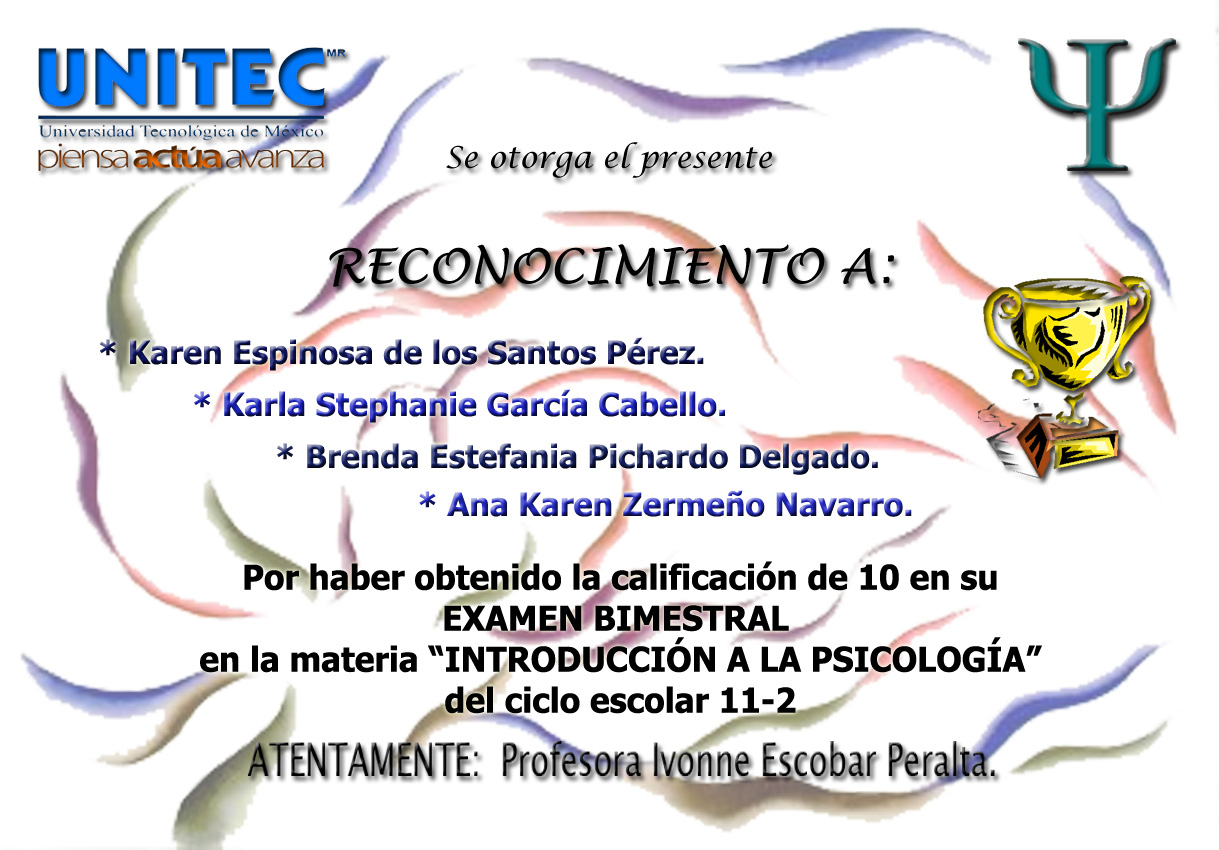 UNITEC MR
Universidad Tecnológica de México
piensa actúa avanza
Se otorga el presente
RECONOCIMIENTO A:
* Karen Espinosa de los Santos Pérez.
* Karla Stephanie García Cabello.
* Brenda Estefania Pichardo Delgado.
* Ana Karen Zermeño Navarro.
Por haber obtenido la calificación de 10 en su
EXAMEN BIMESTRAL
en la materia “INTRODUCCIÓN A LA PSICOLOGÍA”
del ciclo escolar 11-2
ATENTAMENTE: Profesora Ivonne Escobar Peralta.